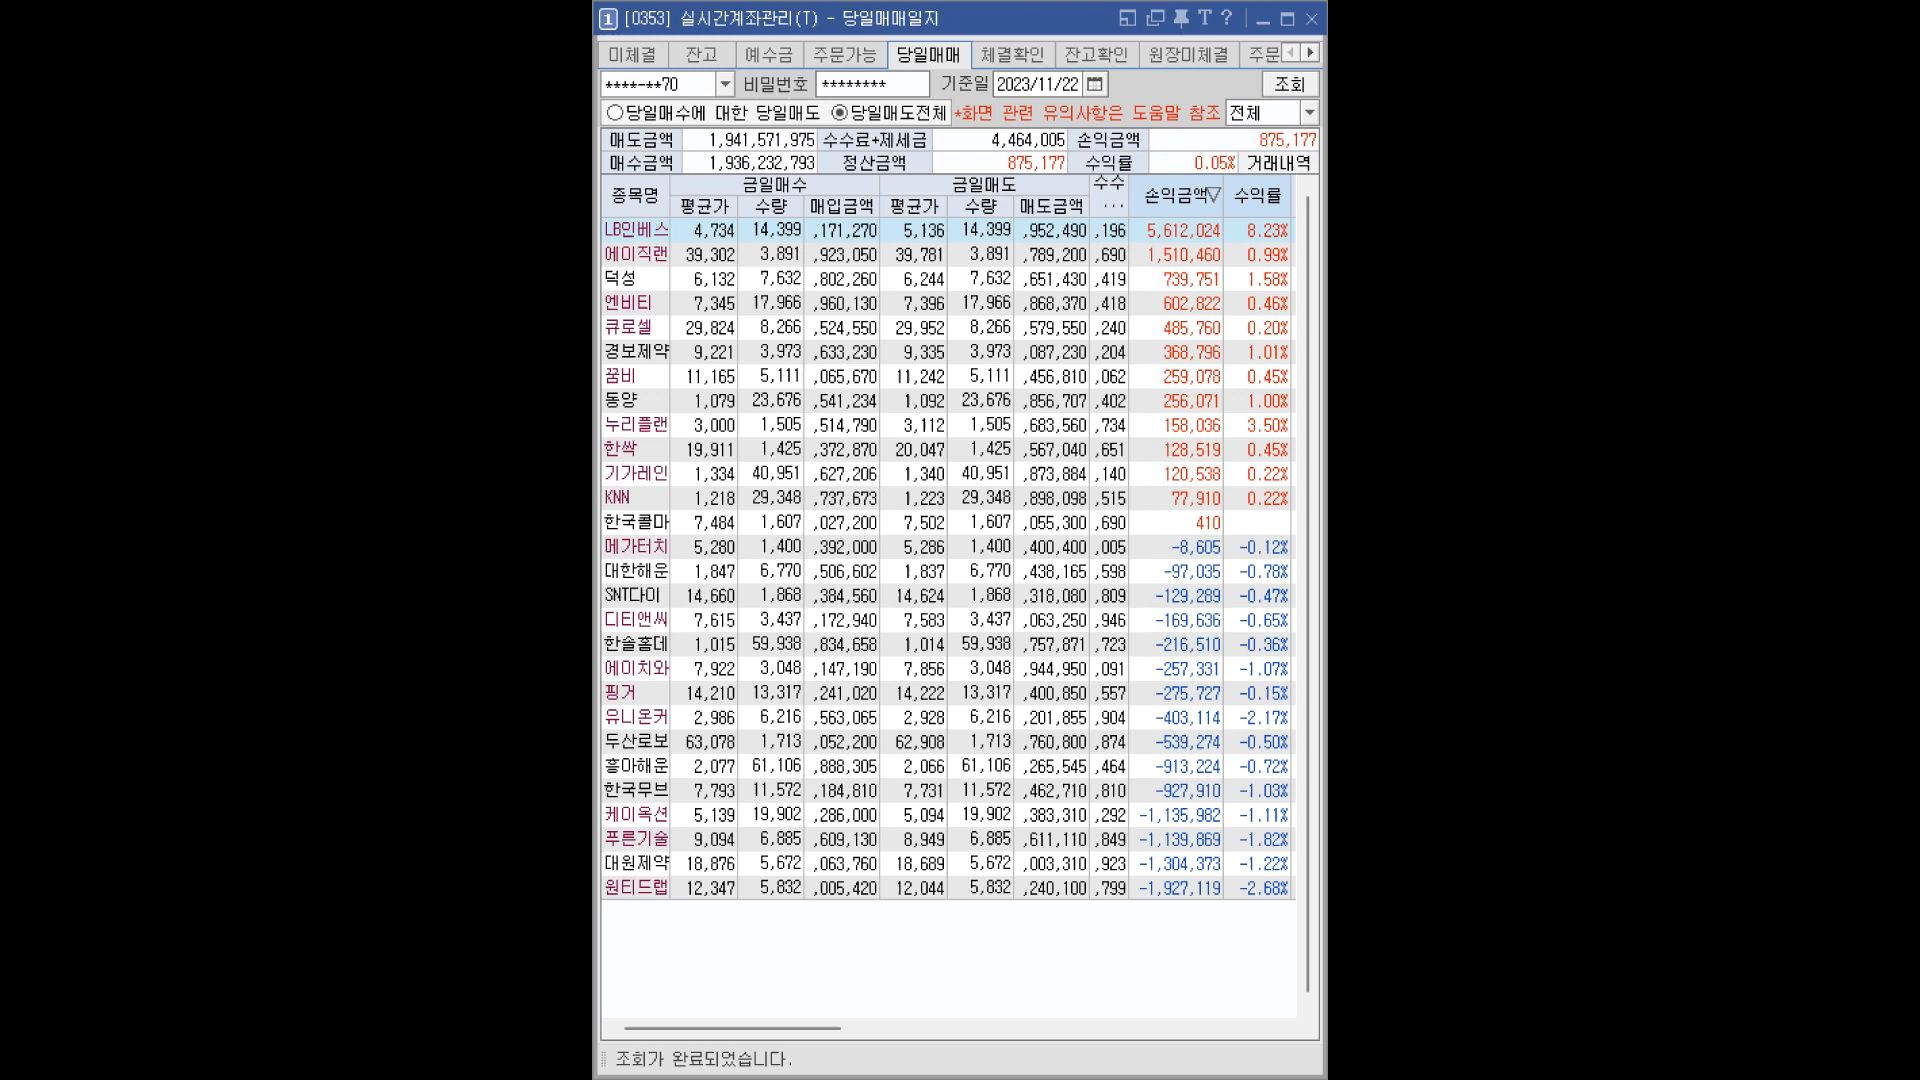 1 [0353] 실시간계좌관리(T) - 당일매매일지 T ?
미체결 잔고 예수금 주문가능 당일매매 체결확인 잔고확인 원장미체결 주문
****-**70 비밀번호 ******** 기준일 2023/11/22 조회
당일매수에 대한 당일매도 당일매도전체 *화면 관련 유의사항은 도움말 참조 전체
매도금액 1,941,571,975 수수료+제세금 4,464,005 손익금액 875,177
매수금액 1,936,232,793 정산금액 875,177 수익률 0.05% 거래내역
종목명 금일매수 금일매도 수수 손익금액▽ 수익률
평균가 수량 매입금액 평균가 수량 매도금액 ...
LB인베스 4,734 14,399 ,171,270 5,136 14,399 ,952,490 ,196 5,612,024 8.23%
에이직랜 39,302 3,891 ,923,050 39,781 3,891 ,789,200 ,690 1,510,460 0.99%
덕성 6,132 7,632 ,802,260 6,244 7,632 ,651,430 ,419 739,751 1.58%
엔비티 7,345 17,966 ,960,130 7,396 17,966 ,868,370 ,418 602,822 0.46%
큐로셀 29,824 8,266 ,524,550 29,952 8,266 ,579,550 ,240 485,760 0.20%
경보제약 9,221 3,973 ,633,230 9,335 3,973 ,087,230 ,204 368,796 1.01%
꿈비 11,165 5,111 ,065,670 11,242 5,111 ,456,810 ,062 259,078 0.45%
동양 1,079 23,676 ,541,234 1,092 23,676 ,856,707 ,402 256,071 1.00%
누리플랜 3,000 1,505 ,514,790 3,112 1,505 ,683,560 ,734 158,036 3.50%
한싹 19,911 1,425 ,372,870 20,047 1,425 ,567,040 ,651 128,519 0.45%
기가레인 1,334 40,951 ,627,206 1,340 40,951 ,873,884 ,140 120,538 0.22%
KNN 1,218 29,348 ,737,673 1,223 29,348 ,898,098 ,515 77,910 0.22%
한국콜마 7,484 1,607 ,027,200 7,502 1,607 ,055,300 ,690 410
메가터치 5,280 1,400 ,392,000 5,286 1,400 ,400,400 ,005 -8,605 -0.12%
대한해운 1,847 6,770 ,506,602 1,837 6,770 ,438,165 ,598 -97,035 -0.78%
SNT다이 14,660 1,868 ,384,560 14,624 1,868 ,318,080 ,809 -129,289 -0.47%
디티앤씨 7,615 3,437 ,172,940 7,583 3,437 ,063,250 ,946 -169,636 -0.65%
한솔홈데 1,015 59,938 ,834,658 1,014 59,938 ,757,871 ,723 -216,510 -0.36%
에이치와 7,922 3,048 ,147,190 7,856 3,048 ,944,950 ,091 -257,331 -1.07%
핑거 14,210 13,317 ,241,020 14,222 13,317 ,400,850 ,557 -275,727 -0.15%
유니온커 2,986 6,216 ,563,065 2,928 6,216 ,201,855 ,904 -403,114 -2.17%
두산로보 63,078 1,713 ,052,200 62,908 1,713 ,760,800 ,874 -539,274 -0.50%
흥아해운 2,077 61,106 ,888,305 2,066 61,106 ,265,545 ,464 -913,224 -0.72%
한국무브 7,793 11,572 ,184,810 7,731 11,572 ,462,710 ,810 -927,910 -1.03%
케이옥션 5,139 19,902 ,286,000 5,094 19,902 ,383,310 ,292 -1,135,982 -1.11%
푸른기술 9,094 6,885 ,609,130 8,949 6,885 ,611,110 ,849 -1,139,869 -1.82%
대원제약 18,876 5,672 ,063,760 18,689 5,672 ,003,310 ,923 -1,304,373 -1.22%
원티드랩 12,347 5,832 ,005,420 12,044 5,832 ,240,100 ,799 -1,927,119 -2.68%
조회가 완료되었습니다.